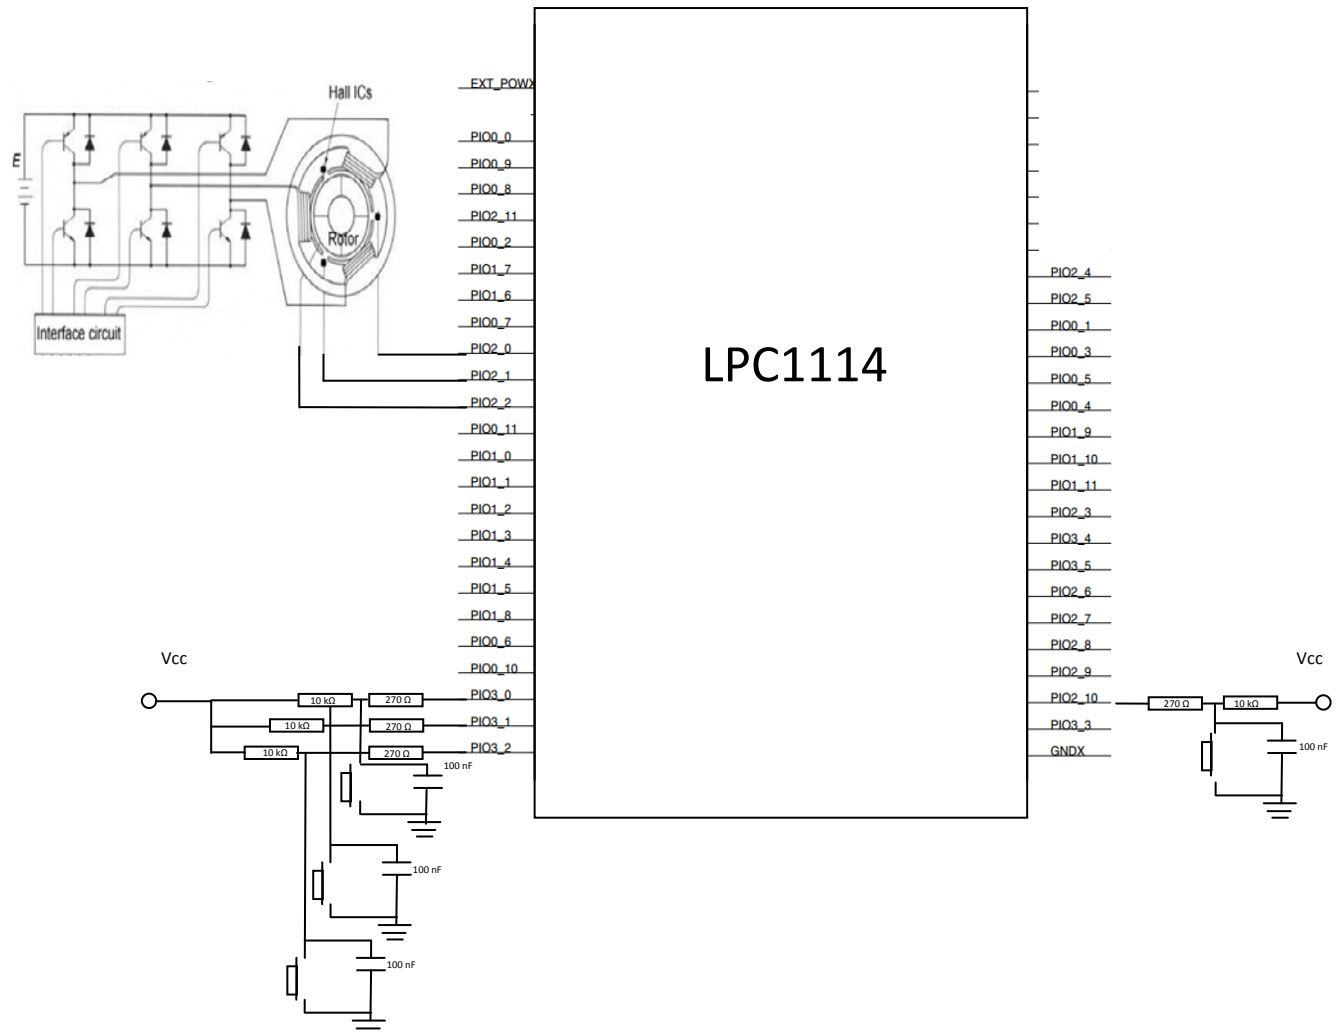 Hall ICs
E
Rotor
Interface circuit
EXT_POWX
PIO0_0
PIO0_9
PIO0_8
PIO2_11
PIO0_2
PIO1_7
PIO1_6
PIO0_7
PIO2_0
PIO2_1
PIO2_2
PIO0_11
PIO1_0
PIO1_1
PIO1_2
PIO1_3
PIO1_4
PIO1_5
PIO1_8
PIO0_6
PIO0_10
PIO3_0
PIO3_1
PIO3_2
LPC1114
PIO2_4
PIO2_5
PIO0_1
PIO0_3
PIO0_5
PIO0_4
PIO1_9
PIO1_10
PIO1_11
PIO2_3
PIO3_4
PIO3_5
PIO2_6
PIO2_7
PIO2_8
PIO2_9
PIO2_10
PIO3_3
GNDX
Vcc
10 kΩ
270 Ω
10 kΩ
270 Ω
10 kΩ
270 Ω
100 nF
100 nF
100 nF
Vcc
270 Ω
10 kΩ
100 nF